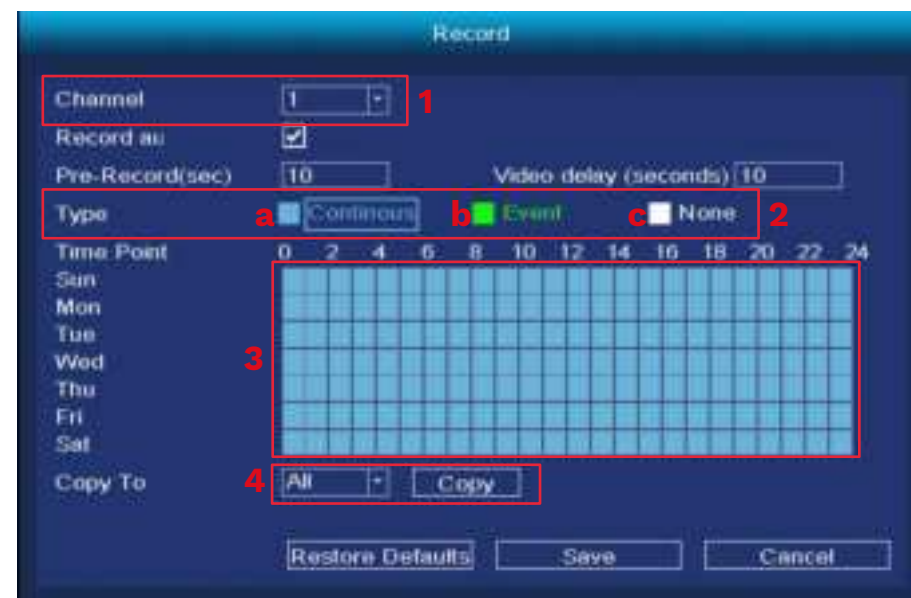 Record
Channel 1 1
Record au
Pre-Record(sec) 10 Video delay (seconds) 10
Type a Continous b Event c None 2
Time Point 0 2 4 6 8 10 12 14 16 18 20 22 24
Sun
Mon
Tue
Wed 3
Thu
Fri
Sat
Copy To 4 All Copy
Restore Defaults Save Cancel